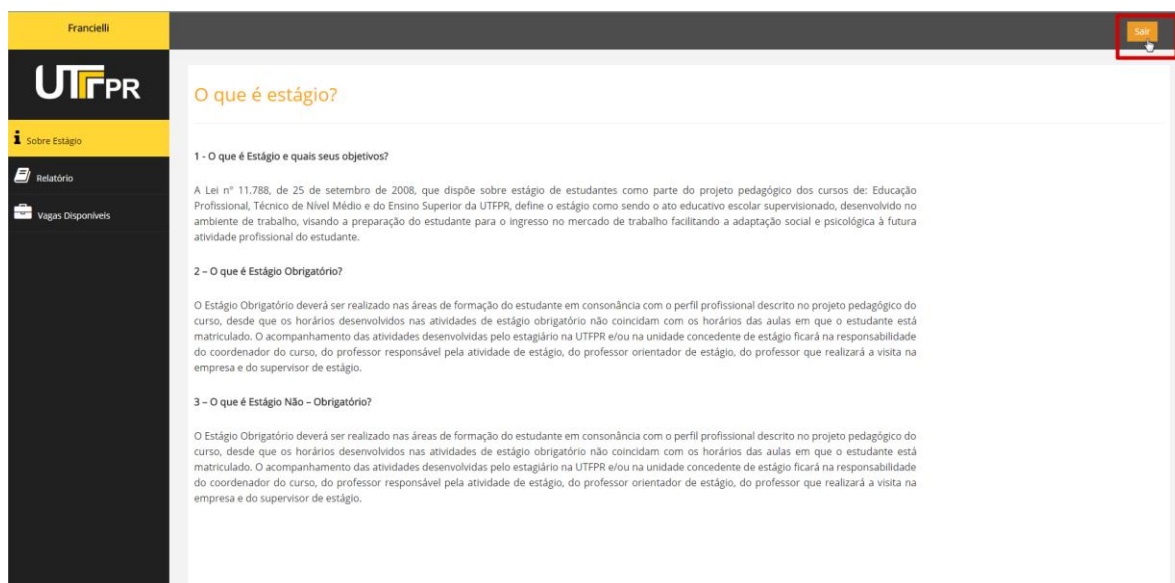 Francielli
Sair
UTFPR
O que é estágio?
Sobre Estágio
1 - O que é Estágio e quais seus objetivos?
Relatório
A Lei nº 11.788, de 25 de setembro de 2008, que dispõe sobre estágio de estudantes como parte do projeto pedagógico dos cursos de: Educação
Profissional, Técnico de Nível Médio e do Ensino Superior da UTFPR, define o estágio como sendo o ato educativo escolar supervisionado, desenvolvido no
Vagas Disponíveis
ambiente de trabalho, visando a preparação do estudante para o ingresso no mercado de trabalho facilitando a adaptação social e psicológica à futura
atividade profissional do estudante.
2 – O que é Estágio Obrigatório?
O Estágio Obrigatório deverá ser realizado nas áreas de formação do estudante em consonância com o perfil profissional descrito no projeto pedagógico do
curso, desde que os horários desenvolvidos nas atividades de estágio obrigatório não coincidam com os horários das aulas em que o estudante está
matriculado. O acompanhamento das atividades desenvolvidas pelo estagiário na UTFPR e/ou na unidade concedente de estágio ficará na responsabilidade
do coordenador do curso, do professor responsável pela atividade de estágio, do professor orientador de estágio, do professor que realizará a visita na
empresa e do supervisor de estágio.
3 – O que é Estágio Não – Obrigatório?
O Estágio Obrigatório deverá ser realizado nas áreas de formação do estudante em consonância com o perfil profissional descrito no projeto pedagógico do
curso, desde que os horários desenvolvidos nas atividades de estágio obrigatório não coincidam com os horários das aulas em que o estudante está
matriculado. O acompanhamento das atividades desenvolvidas pelo estagiário na UTFPR e/ou na unidade concedente de estágio ficará na responsabilidade
do coordenador do curso, do professor responsável pela atividade de estágio, do professor orientador de estágio, do professor que realizará a visita na
empresa e do supervisor de estágio.